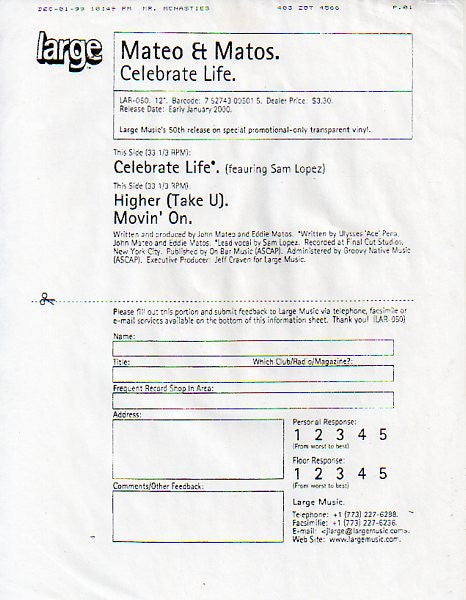 DEC-01-99 10:49 PM MR. MCNASTIES 403 207 4566 P.01
large
Mateo & Matos.
Celebrate Life.
LAR-050. 12". Barcode: 7 52743 00501 5. Dealer Price: $3.30.
Release Date: Early January 2000.
Large Music's 50th release on special promotional-only transparent vinyl.
This Side (33 1/3 RPM):
Celebrate Life*. (feauring Sam Lopez)
This Side (33 1/3 RPM)
Higher (Take U).
Movin' On.
Written and produced by John Mateo and Eddie Matos. *Written by Ulysses 'Ace' Pena,
John Mateo and Eddie Matos. *Lead vocal by Sam Lopez. Recorded at Final Cut Studios,
New York City. Published by On Bar Music (ASCAP). Administered by Groovy Native Music
(ASCAP). Executive Producer: Jeff Craven for Large Music.
Please fill out this portion and submit feedback to Large Music via telephone, facsimile or
e-mail services available on the bottom of this information sheet. Thank you! (LAR-050)
Name:
Title: Which Club/Radio/Magazine?:
Frequent Record Shop In Area:
Address:
Personal Response:
1 2 3 4 5
(From worst to best)
Floor Response:
1 2 3 4 5
(From worst to best)
Comments/Other Feedback:
Large Music.
Telephone: +1 (773) 227-6288.
Facsimilie: +1 (773) 227-6236.
E-mail: <jlarge@largemusic.com>.
Web Site: www.largemusic.com.